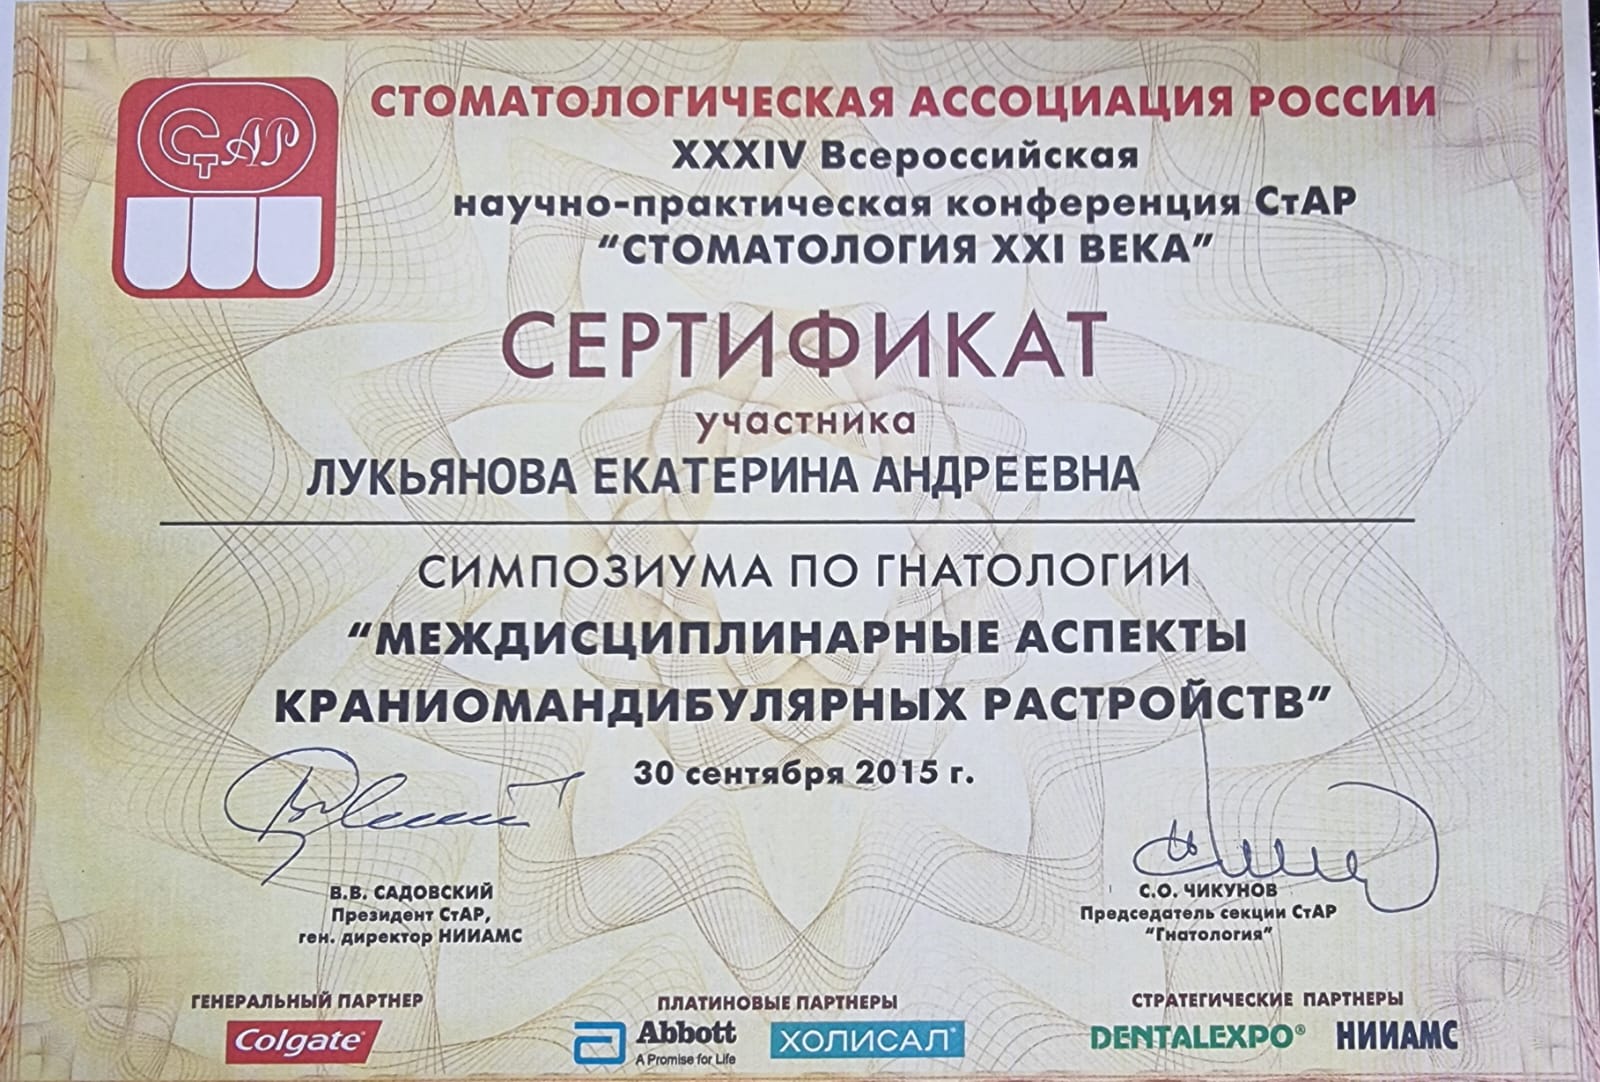 СтАР
СТОМАТОЛОГИЧЕСКАЯ АССОЦИАЦИЯ РОССИИ
XXXIV Всероссийская
научно-практическая конференция СтАР
“СТОМАТОЛОГИЯ XXI ВЕКА”
СЕРТИФИКАТ
участника
ЛУКЬЯНОВА ЕКАТЕРИНА АНДРЕЕВНА
СИМПОЗИУМА ПО ГНАТОЛОГИИ
“МЕЖДИСЦИПЛИНАРНЫЕ АСПЕКТЫ
КРАНИОМАНДИБУЛЯРНЫХ РАСТРОЙСТВ”
30 сентября 2015 г.
В.В. САДОВСКИЙ
Президент СтАР,
ген. директор НИИАМС
С.О. ЧИКУНОВ
Председатель секции СтАР
“Гнатология”
ГЕНЕРАЛЬНЫЙ ПАРТНЕР
Colgate®
ПЛАТИНОВЫЕ ПАРТНЕРЫ
Abbott
A Promise for Life
ХОЛИСАЛ®
СТРАТЕГИЧЕСКИЕ ПАРТНЕРЫ
DENTALEXPO® НИИАМС